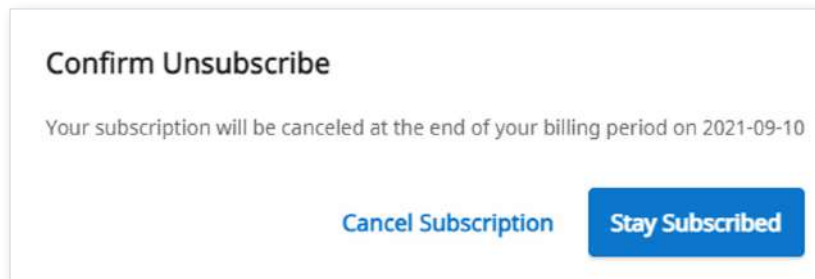 Confirm Unsubscribe
Your subscription will be canceled at the end of your billing period on 2021-09-10
Cancel Subscription Stay Subscribed